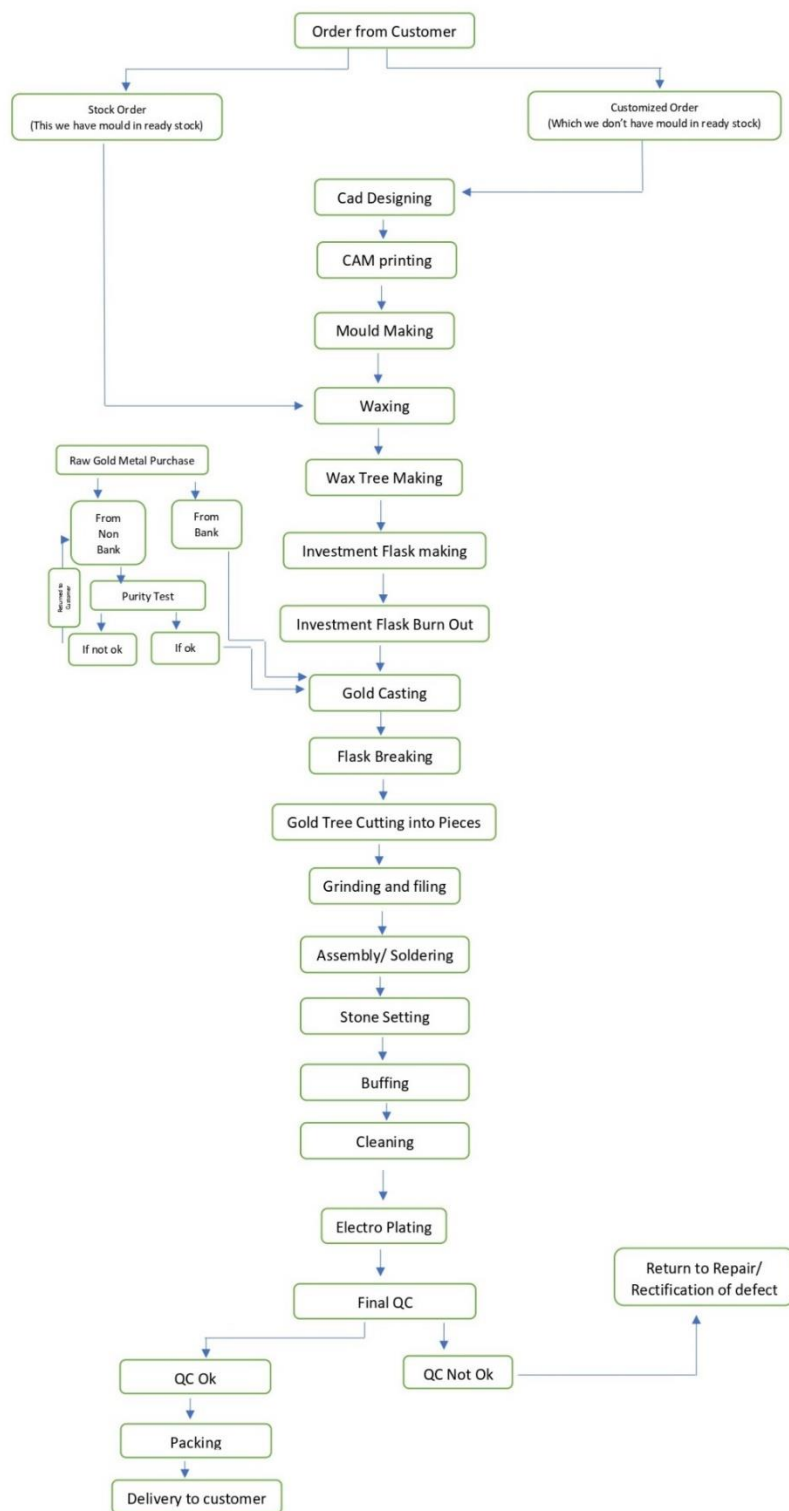 Order from Customer
Stock Order
(This we have mould in ready stock)
Customized Order
(Which we don't have mould in ready stock)
Cad Designing
CAM printing
Mould Making
Waxing
Raw Gold Metal Purchase
From
Non
Bank
From
Bank
Purity Test
Returned to
Customer
If not ok
If ok
Wax Tree Making
Investment Flask making
Investment Flask Burn Out
Gold Casting
Flask Breaking
Gold Tree Cutting into Pieces
Grinding and filing
Assembly/ Soldering
Stone Setting
Buffing
Cleaning
Electro Plating
Final QC
Return to Repair/
Rectification of defect
QC Ok
QC Not Ok
Packing
Delivery to customer